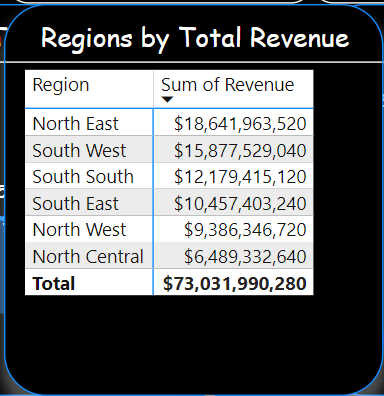 Regions by Total Revenue
Region Sum of Revenue
North East $18,641,963,520
South West $15,877,529,040
South South $12,179,415,120
South East $10,457,403,240
North West $9,386,346,720
North Central $6,489,332,640
Total $73,031,990,280